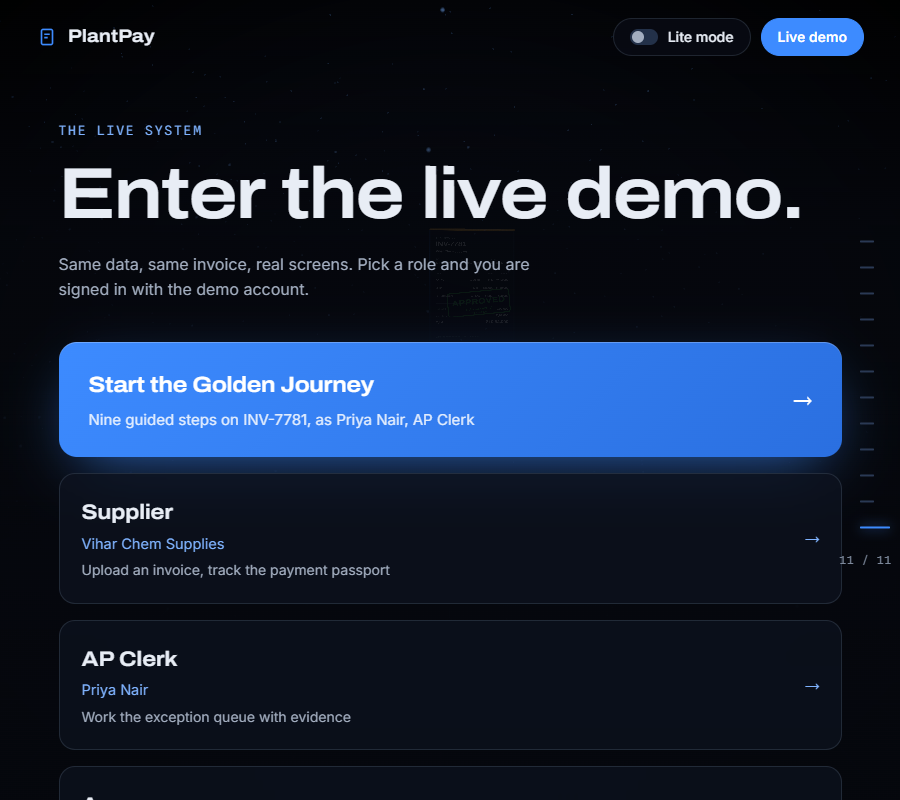 PlantPay
Lite mode
Live demo
THE LIVE SYSTEM
Enter the live demo.
Same data, same invoice, real screens. Pick a role and you are
signed in with the demo account.
Start the Golden Journey
Nine guided steps on INV-7781, as Priya Nair, AP Clerk
→
Supplier
Vihar Chem Supplies
Upload an invoice, track the payment passport
→
11 / 11
AP Clerk
Priya Nair
Work the exception queue with evidence
→
APPROVED